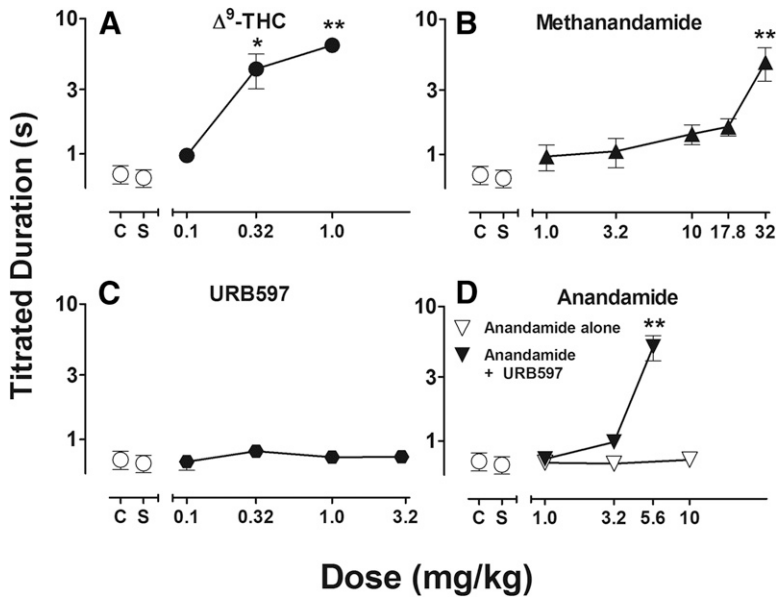 Titrated Duration (s)
A
Δ⁹-THC
10
3
1
*
**
C S
0.1 0.32 1.0
B
Methanandamide
10
3
1
**
C S
1.0 3.2 10 17.8 32
C
URB597
10
3
1
C S
0.1 0.32 1.0 3.2
D
Anandamide
10
3
1
Anandamide alone
Anandamide
+ URB597
**
C S
1.0 3.2 5.6 10
Dose (mg/kg)